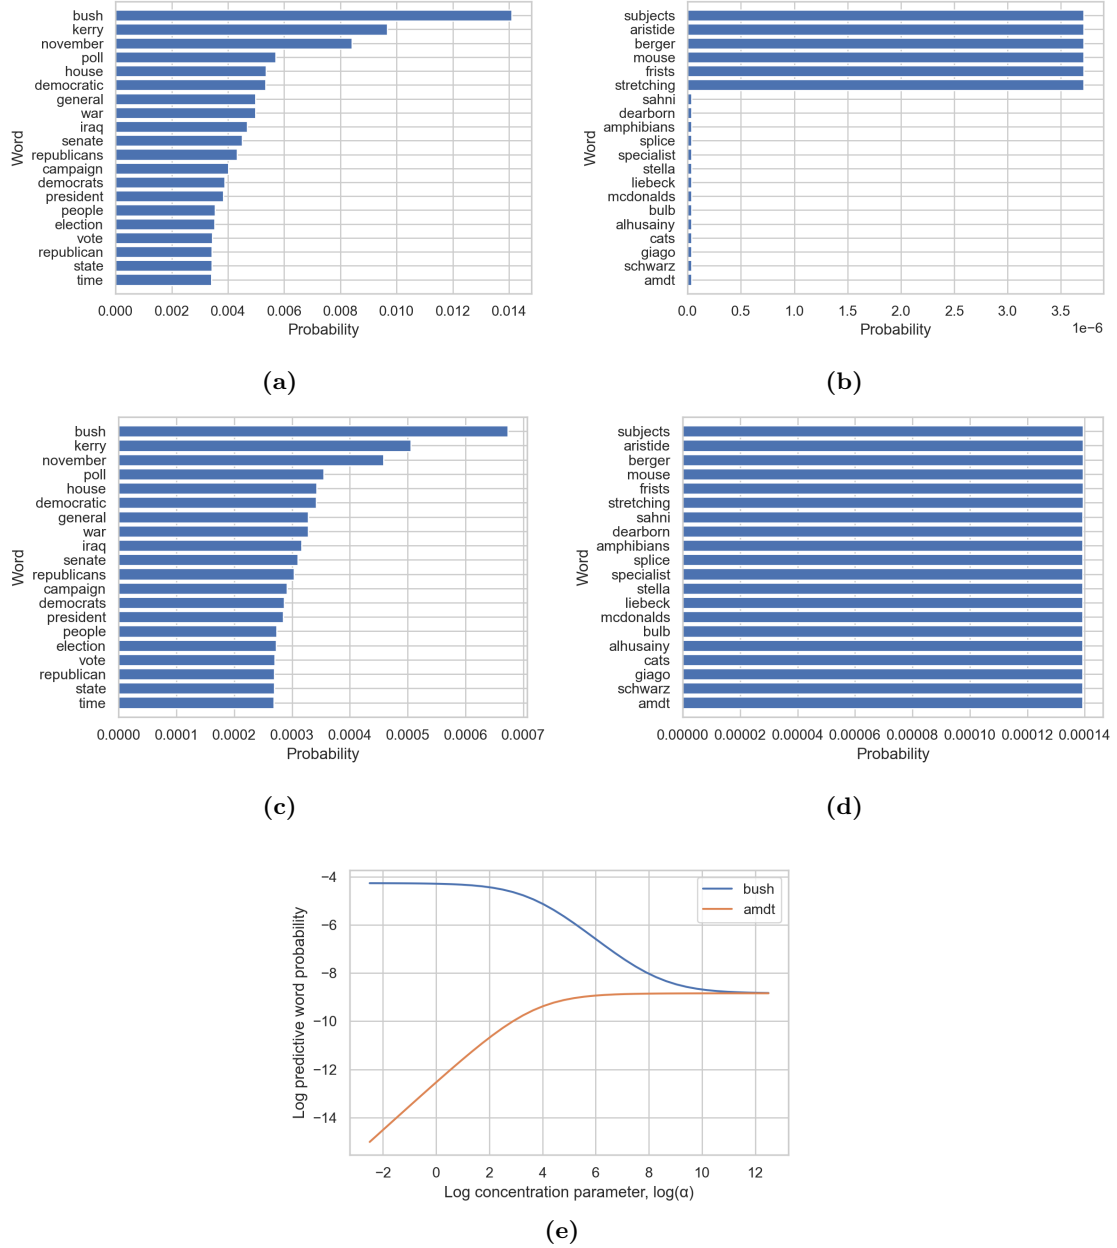 bush
kerry
november
poll
house
democratic
general
war
iraq
senate
republicans
campaign
democrats
president
people
election
vote
republican
state
time
Word
0.000 0.002 0.004 0.006 0.008 0.010 0.012 0.014
Probability
(a)
subjects
aristide
berger
mouse
frists
stretching
sahni
dearborn
amphibians
splice
specialist
stella
liebeck
mcdonalds
bulb
alhusainy
cats
giago
schwarz
amdt
Word
0.0 0.5 1.0 1.5 2.0 2.5 3.0 3.5
1e−6
Probability
(b)
bush
kerry
november
poll
house
democratic
general
war
iraq
senate
republicans
campaign
democrats
president
people
election
vote
republican
state
time
Word
0.0000 0.0001 0.0002 0.0003 0.0004 0.0005 0.0006 0.0007
Probability
(c)
subjects
aristide
berger
mouse
frists
stretching
sahni
dearborn
amphibians
splice
specialist
stella
liebeck
mcdonalds
bulb
alhusainy
cats
giago
schwarz
amdt
Word
0.00000 0.00002 0.00004 0.00006 0.00008 0.00010 0.00012 0.00014
Probability
(d)
−4
−6
−8
−10
−12
−14
Log predictive word probability
bush
amdt
−2 0 2 4 6 8 10 12
Log concentration parameter, log(α)
(e)